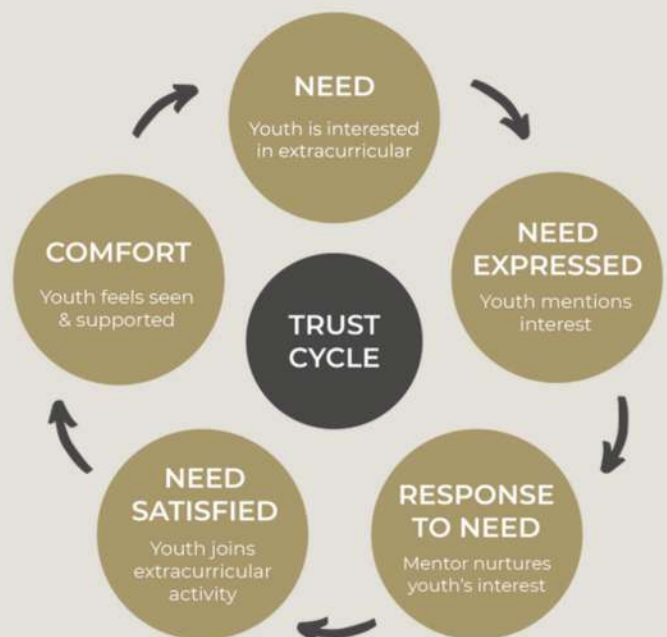 NEED
Youth is interested
in extracurricular
NEED
EXPRESSED
Youth mentions
interest
RESPONSE
TO NEED
Mentor nurtures
youth's interest
NEED
SATISFIED
Youth joins
extracurricular
activity
COMFORT
Youth feels seen
& supported
TRUST
CYCLE